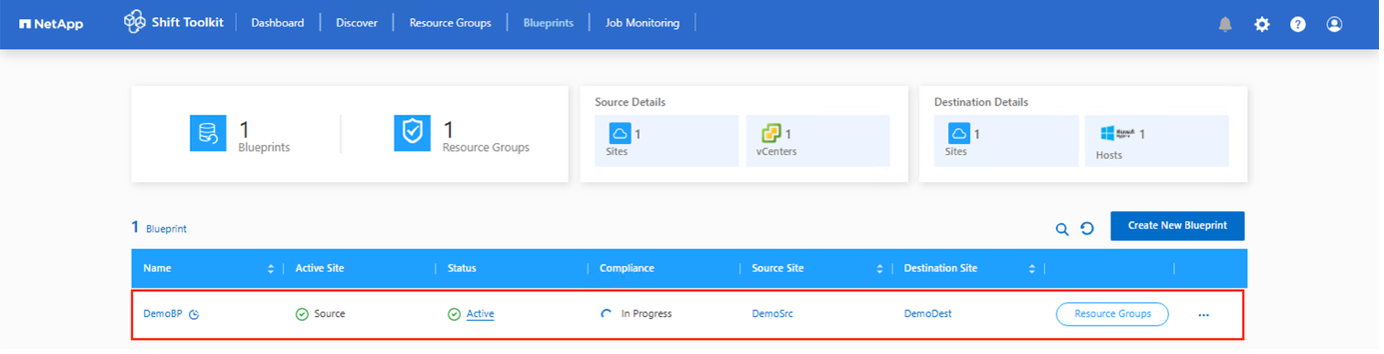 NetApp Shift Toolkit Dashboard Discover Resource Groups Blueprints Job Monitoring
1 Blueprints
1 Resource Groups
Source Details
1 Sites
1 vCenters
Destination Details
1 Sites
1 Hosts
1 Blueprint
Create New Blueprint
Name Active Site Status Compliance Source Site Destination Site
DemoBP Source Active In Progress DemoSrc DemoDest Resource Groups ...